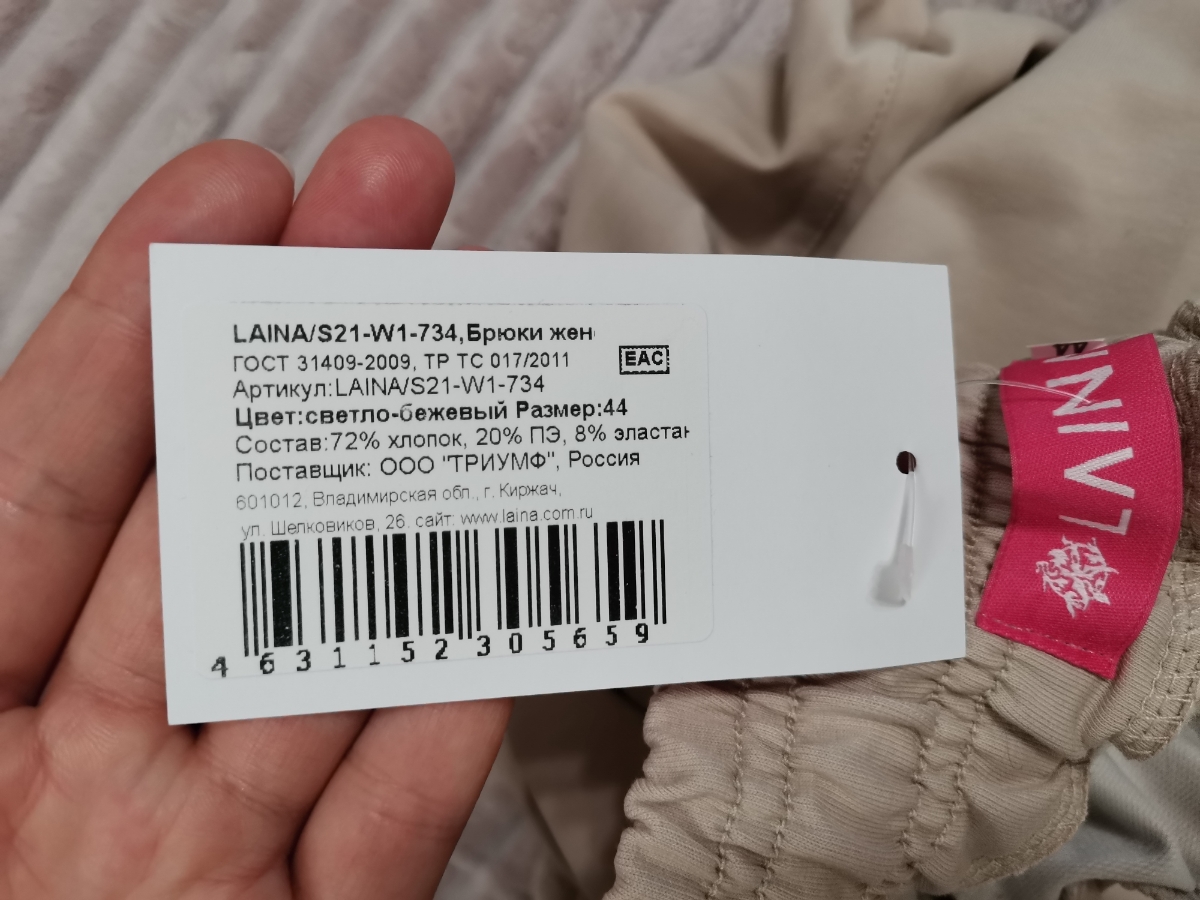 LAINA/S21-W1-734,Брюки жен
ГОСТ 31409-2009, ТР ТС 017/2011
EAC
Артикул:LAINA/S21-W1-734
Цвет:светло-бежевый Размер:44
Состав:72% хлопок, 20% ПЭ, 8% эластан
Поставщик: ООО "ТРИУМФ", Россия
601012, Владимирская обл., г. Киржач,
ул. Шелковиков, 26. сайт: www.laina.com.ru
4 631152 305659